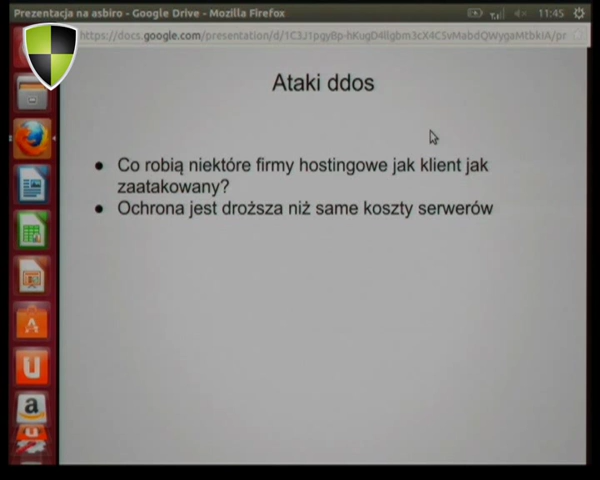 Prezentacja na asbiro - Google Drive - Mozilla Firefox
11:45
Ataki ddos
Co robią niektóre firmy hostingowe jak klient jak
zaatakowany?
Ochrona jest droższa niż same koszty serwerów